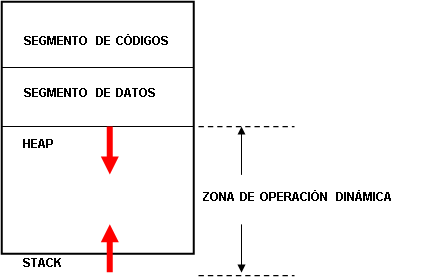 SEGMENTO DE CÓDIGOS
SEGMENTO DE DATOS
HEAP
ZONA DE OPERACIÓN DINÁMICA
STACK